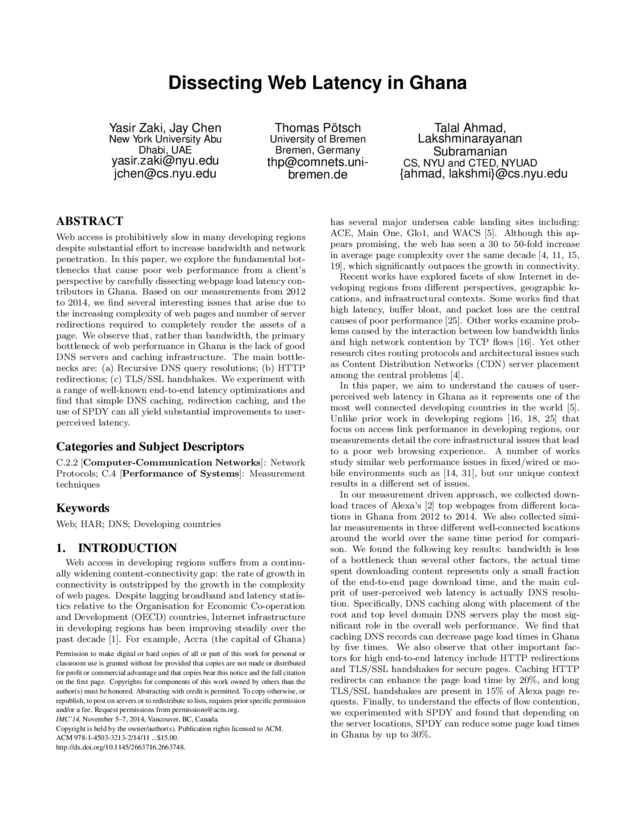 Dissecting Web Latency in Ghana
Yasir Zaki, Jay Chen
New York University Abu
Dhabi, UAE
yasir.zaki@nyu.edu
jchen@cs.nyu.edu
Thomas Pötsch
University of Bremen
Bremen, Germany
thp@comnets.uni-
bremen.de
Talal Ahmad,
Lakshminarayanan
Subramanian
CS, NYU and CTED, NYUAD
{ahmad, lakshmi}@cs.nyu.edu
ABSTRACT
Web access is prohibitively slow in many developing regions
despite substantial effort to increase bandwidth and network
penetration. In this paper, we explore the fundamental bot-
tlenecks that cause poor web performance from a client's
perspective by carefully dissecting webpage load latency con-
tributors in Ghana. Based on our measurements from 2012
to 2014, we find several interesting issues that arise due to
the increasing complexity of web pages and number of server
redirections required to completely render the assets of a
page. We observe that, rather than bandwidth, the primary
bottleneck of web performance in Ghana is the lack of good
DNS servers and caching infrastructure. The main bottle-
necks are: (a) Recursive DNS query resolutions; (b) HTTP
redirections; (c) TLS/SSL handshakes. We experiment with
a range of well-known end-to-end latency optimizations and
find that simple DNS caching, redirection caching, and the
use of SPDY can all yield substantial improvements to user-
perceived latency.
Categories and Subject Descriptors
C.2.2 [Computer-Communication Networks]: Network
Protocols; C.4 [Performance of Systems]: Measurement
techniques
Keywords
Web; HAR; DNS; Developing countries
1. INTRODUCTION
Web access in developing regions suffers from a continu-
ally widening content-connectivity gap: the rate of growth in
connectivity is outstripped by the growth in the complexity
of web pages. Despite lagging broadband and latency statis-
tics relative to the Organisation for Economic Co-operation
and Development (OECD) countries, Internet infrastructure
in developing regions has been improving steadily over the
past decade [1]. For example, Accra (the capital of Ghana)
Permission to make digital or hard copies of all or part of this work for personal or
classroom use is granted without fee provided that copies are not made or distributed
for profit or commercial advantage and that copies bear this notice and the full citation
on the first page. Copyrights for components of this work owned by others than the
author(s) must be honored. Abstracting with credit is permitted. To copy otherwise, or
republish, to post on servers or to redistribute to lists, requires prior specific permission
and/or a fee. Request permissions from permissions@acm.org.
IMC'14, November 5–7, 2014, Vancouver, BC, Canada.
Copyright is held by the owner/author(s). Publication rights licensed to ACM.
ACM 978-1-4503-3213-2/14/11 ...$15.00.
http://dx.doi.org/10.1145/2663716.2663748.
has several major undersea cable landing sites including:
ACE, Main One, Glo1, and WACS [5]. Although this ap-
pears promising, the web has seen a 30 to 50-fold increase
in average page complexity over the same decade [4, 11, 15,
19], which significantly outpaces the growth in connectivity.
Recent works have explored facets of slow Internet in de-
veloping regions from different perspectives, geographic lo-
cations, and infrastructural contexts. Some works find that
high latency, buffer bloat, and packet loss are the central
causes of poor performance [25]. Other works examine prob-
lems caused by the interaction between low bandwidth links
and high network contention by TCP flows [16]. Yet other
research cites routing protocols and architectural issues such
as Content Distribution Networks (CDN) server placement
among the central problems [4].
In this paper, we aim to understand the causes of user-
perceived web latency in Ghana as it represents one of the
most well connected developing countries in the world [5].
Unlike prior work in developing regions [16, 18, 25] that
focus on access link performance in developing regions, our
measurements detail the core infrastructural issues that lead
to a poor web browsing experience. A number of works
study similar web performance issues in fixed/wired or mo-
bile environments such as [14, 31], but our unique context
results in a different set of issues.
In our measurement driven approach, we collected down-
load traces of Alexa's [2] top webpages from different loca-
tions in Ghana from 2012 to 2014. We also collected simi-
lar measurements in three different well-connected locations
around the world over the same time period for compari-
son. We found the following key results: bandwidth is less
of a bottleneck than several other factors, the actual time
spent downloading content represents only a small fraction
of the end-to-end page download time, and the main cul-
prit of user-perceived web latency is actually DNS resolu-
tion. Specifically, DNS caching along with placement of the
root and top level domain DNS servers play the most sig-
nificant role in the overall web performance. We find that
caching DNS records can decrease page load times in Ghana
by five times. We also observe that other important fac-
tors for high end-to-end latency include HTTP redirections
and TLS/SSL handshakes for secure pages. Caching HTTP
redirects can enhance the page load time by 20%, and long
TLS/SSL handshakes are present in 15% of Alexa page re-
quests. Finally, to understand the effects of flow control,
we experimented with SPDY and found that depending on
the server locations, SPDY can reduce some page load times
in Ghana by up to 30%.